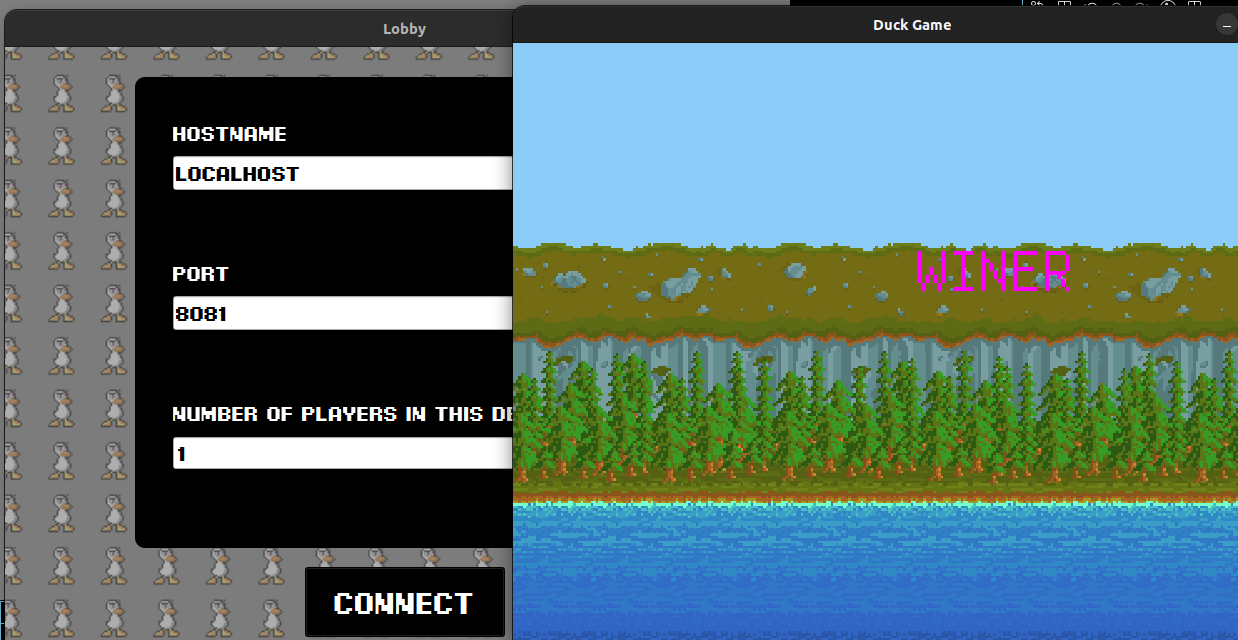 Lobby
HOSTNAME
LOCALHOST
PORT
8081
NUMBER OF PLAYERS IN THIS DE
1
CONNECT
Duck Game
WINER